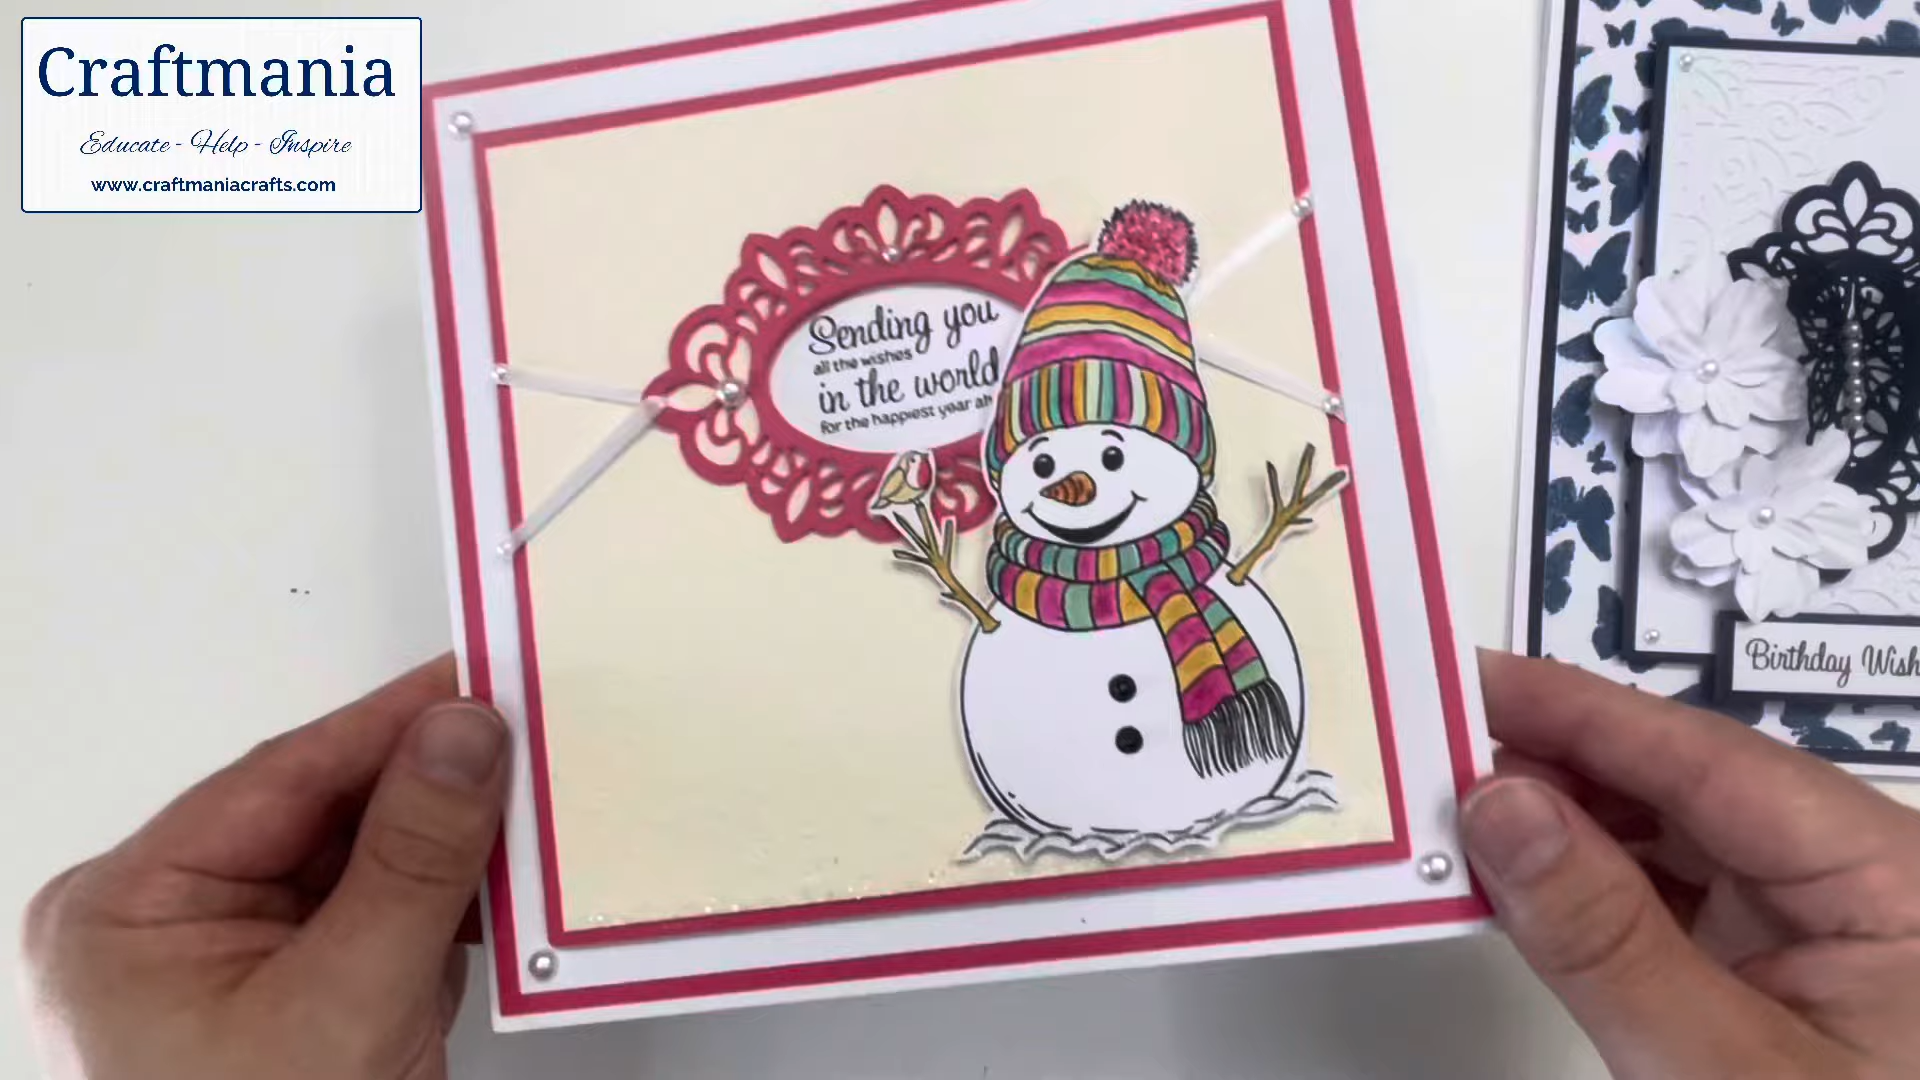 Craftmania
Educate - Help - Inspire
www.craftmaniacrafts.com
Sending you
all the wishes
in the world
for the happiest year
Birthday